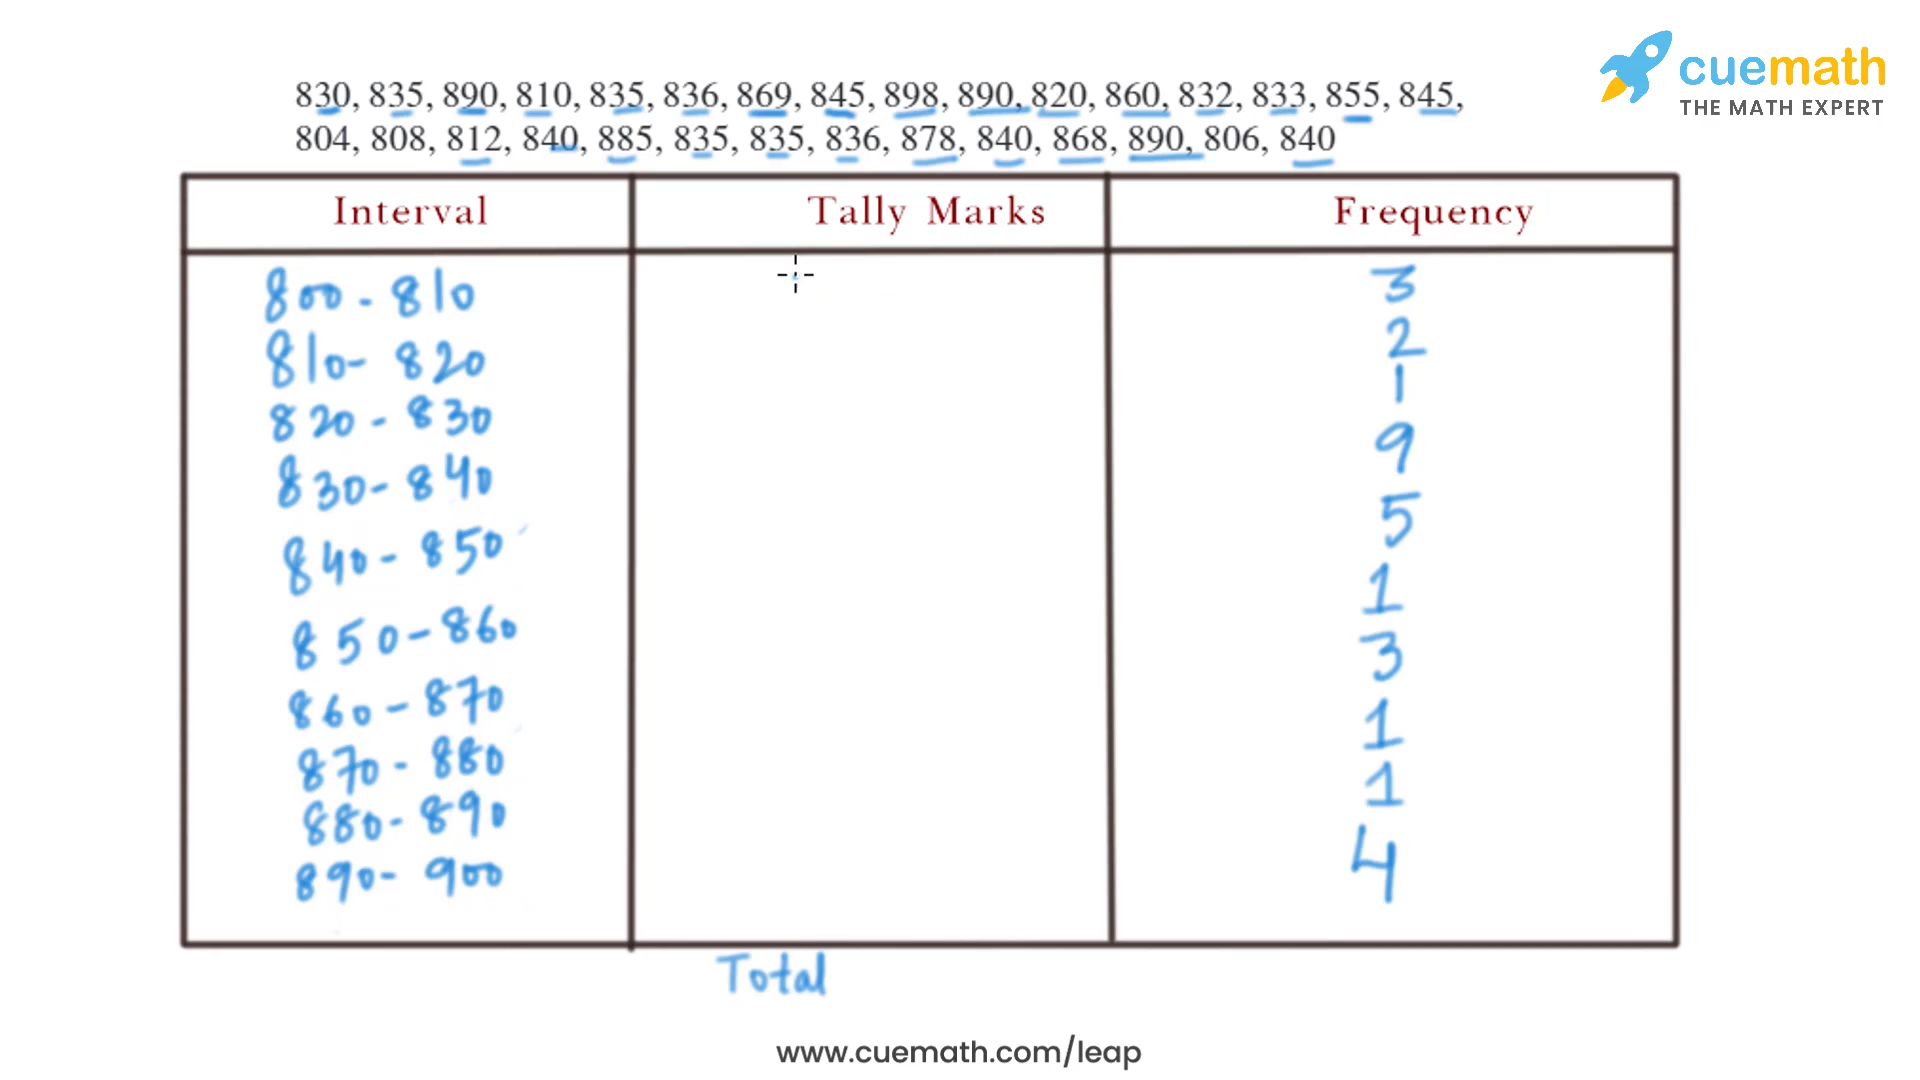 cuemath
THE MATH EXPERT
830, 835, 890, 810, 835, 836, 869, 845, 898, 890, 820, 860, 832, 833, 855, 845,
804, 808, 812, 840, 885, 835, 835, 836, 878, 840, 868, 890, 806, 840
Interval Tally Marks Frequency
800 - 810 3
810 - 820 2
820 - 830 1
830 - 840 9
840 - 850 5
850 - 860 1
860 - 870 3
870 - 880 1
880 - 890 1
890 - 900 4
Total
www.cuemath.com/leap